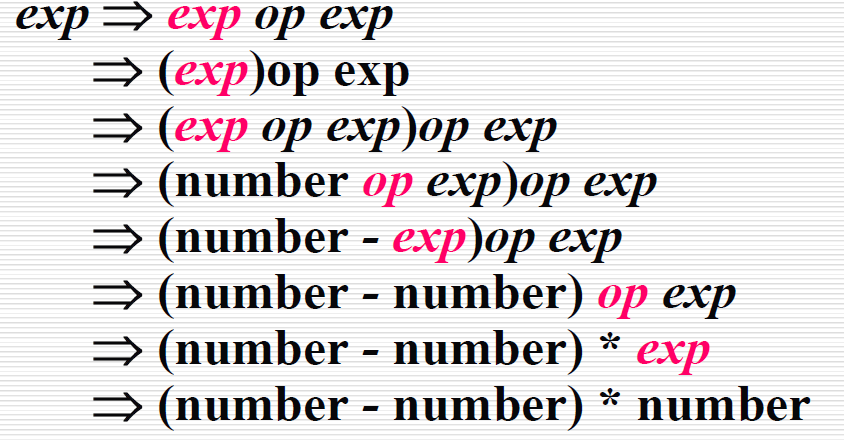 exp ⇒ exp op exp
⇒ (exp)op exp
⇒ (exp op exp)op exp
⇒ (number op exp)op exp
⇒ (number - exp)op exp
⇒ (number - number) op exp
⇒ (number - number) * exp
⇒ (number - number) * number